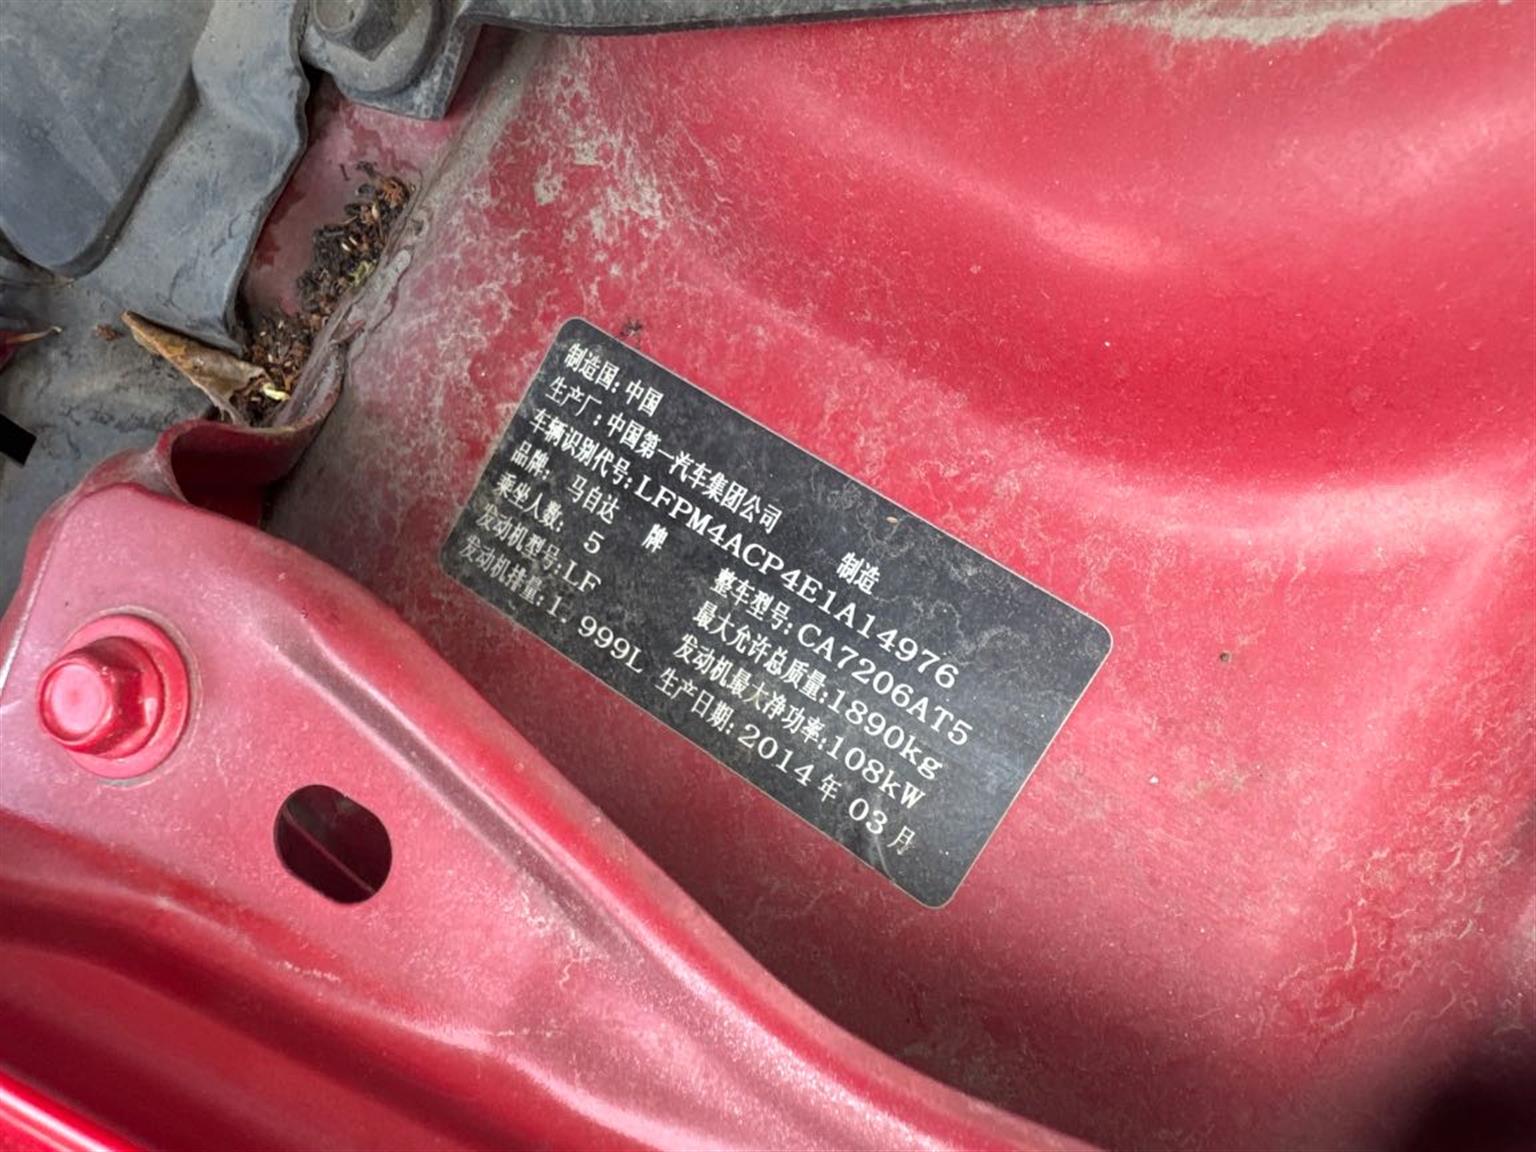 制造国:中国
生产厂:中国第一汽车集团公司 制造
车辆识别代号:LFPM4ACP4E1A14976
品牌: 马自达 牌 整车型号:CA7206AT5
乘坐人数: 5 最大允许总质量:1890kg
发动机型号:LF 发动机最大净功率:108kW
发动机排量:1.999L 生产日期:2014年 03月